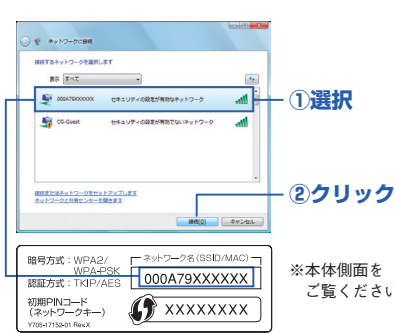 ネットワークに接続
接続するネットワークを選択します
表示 すべて
000A79XXXXXX セキュリティの設定が有効なネットワーク
CG-Guest セキュリティの設定が有効でないネットワーク
①選択
接続またはネットワークをセットアップします
ネットワークと共有センターを開きます
②クリック
接続(O) キャンセル
暗号方式：WPA2/
WPA-PSK
認証方式：TKIP/AES
ネットワーク名(SSID/MAC)
000A79XXXXXX
初期PINコード
(ネットワークキー)
XXXXXXXX
Y705-17152-01 Rev.X
※本体側面を
ご覧ください